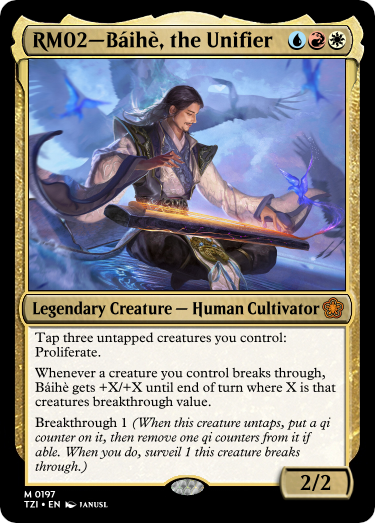 RM02—Báihè, the Unifier
Legendary Creature — Human Cultivator
Tap three untapped creatures you control:
Proliferate.
Whenever a creature you control breaks through,
Báihè gets +X/+X until end of turn where X is that
creatures breakthrough value.
Breakthrough 1 (When this creature untaps, put a qi
counter on it, then remove one qi counters from it if
able. When you do, surveil 1 this creature breaks
through.)
2/2
M 0197
TZI • EN JANUSL